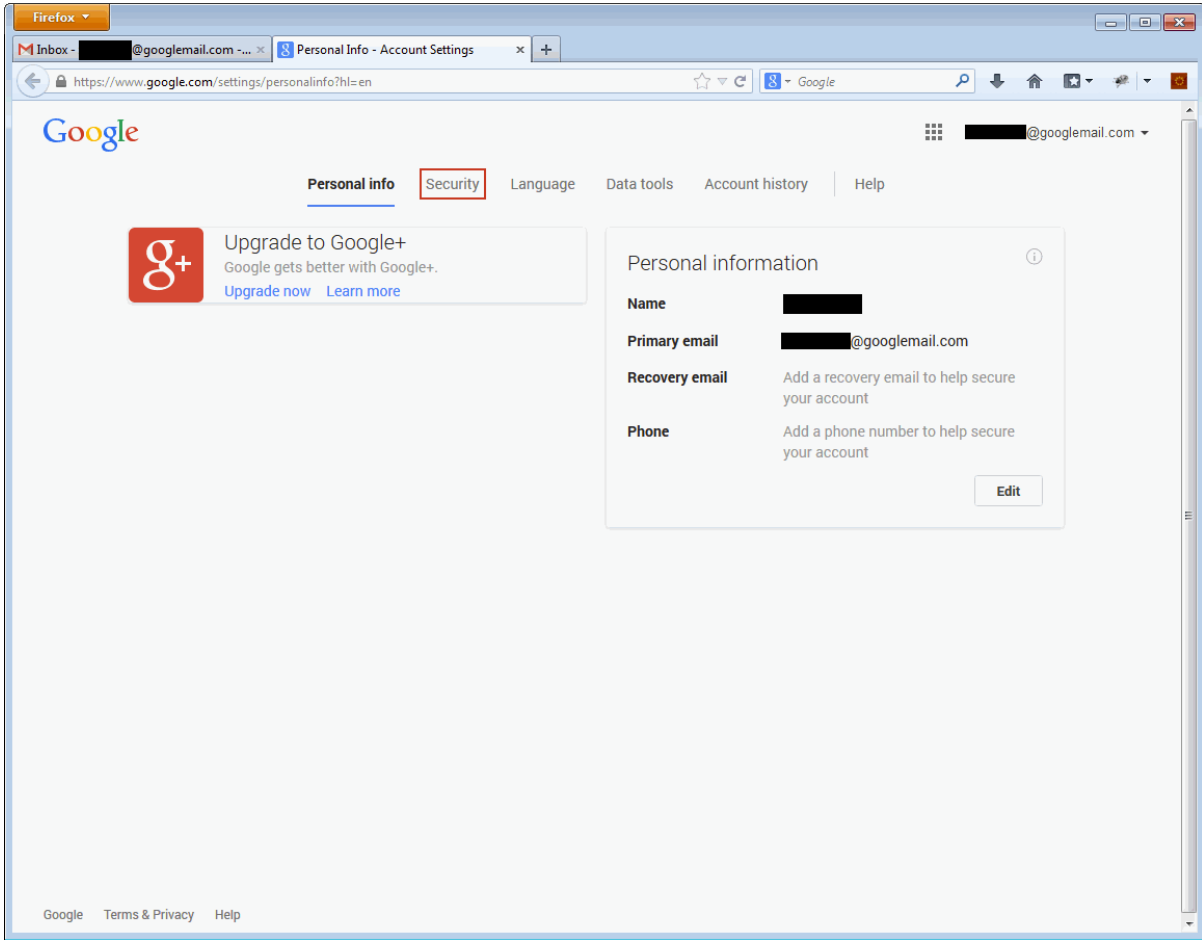 Firefox
Inbox - @googlemail.com -...
Personal Info - Account Settings
https://www.google.com/settings/personalinfo?hl=en
Google
Google
@googlemail.com
Personal info Security Language Data tools Account history Help
g+
Upgrade to Google+
Google gets better with Google+.
Upgrade now Learn more
Personal information
Name
Primary email @googlemail.com
Recovery email Add a recovery email to help secure
your account
Phone Add a phone number to help secure
your account
Edit
Google Terms & Privacy Help